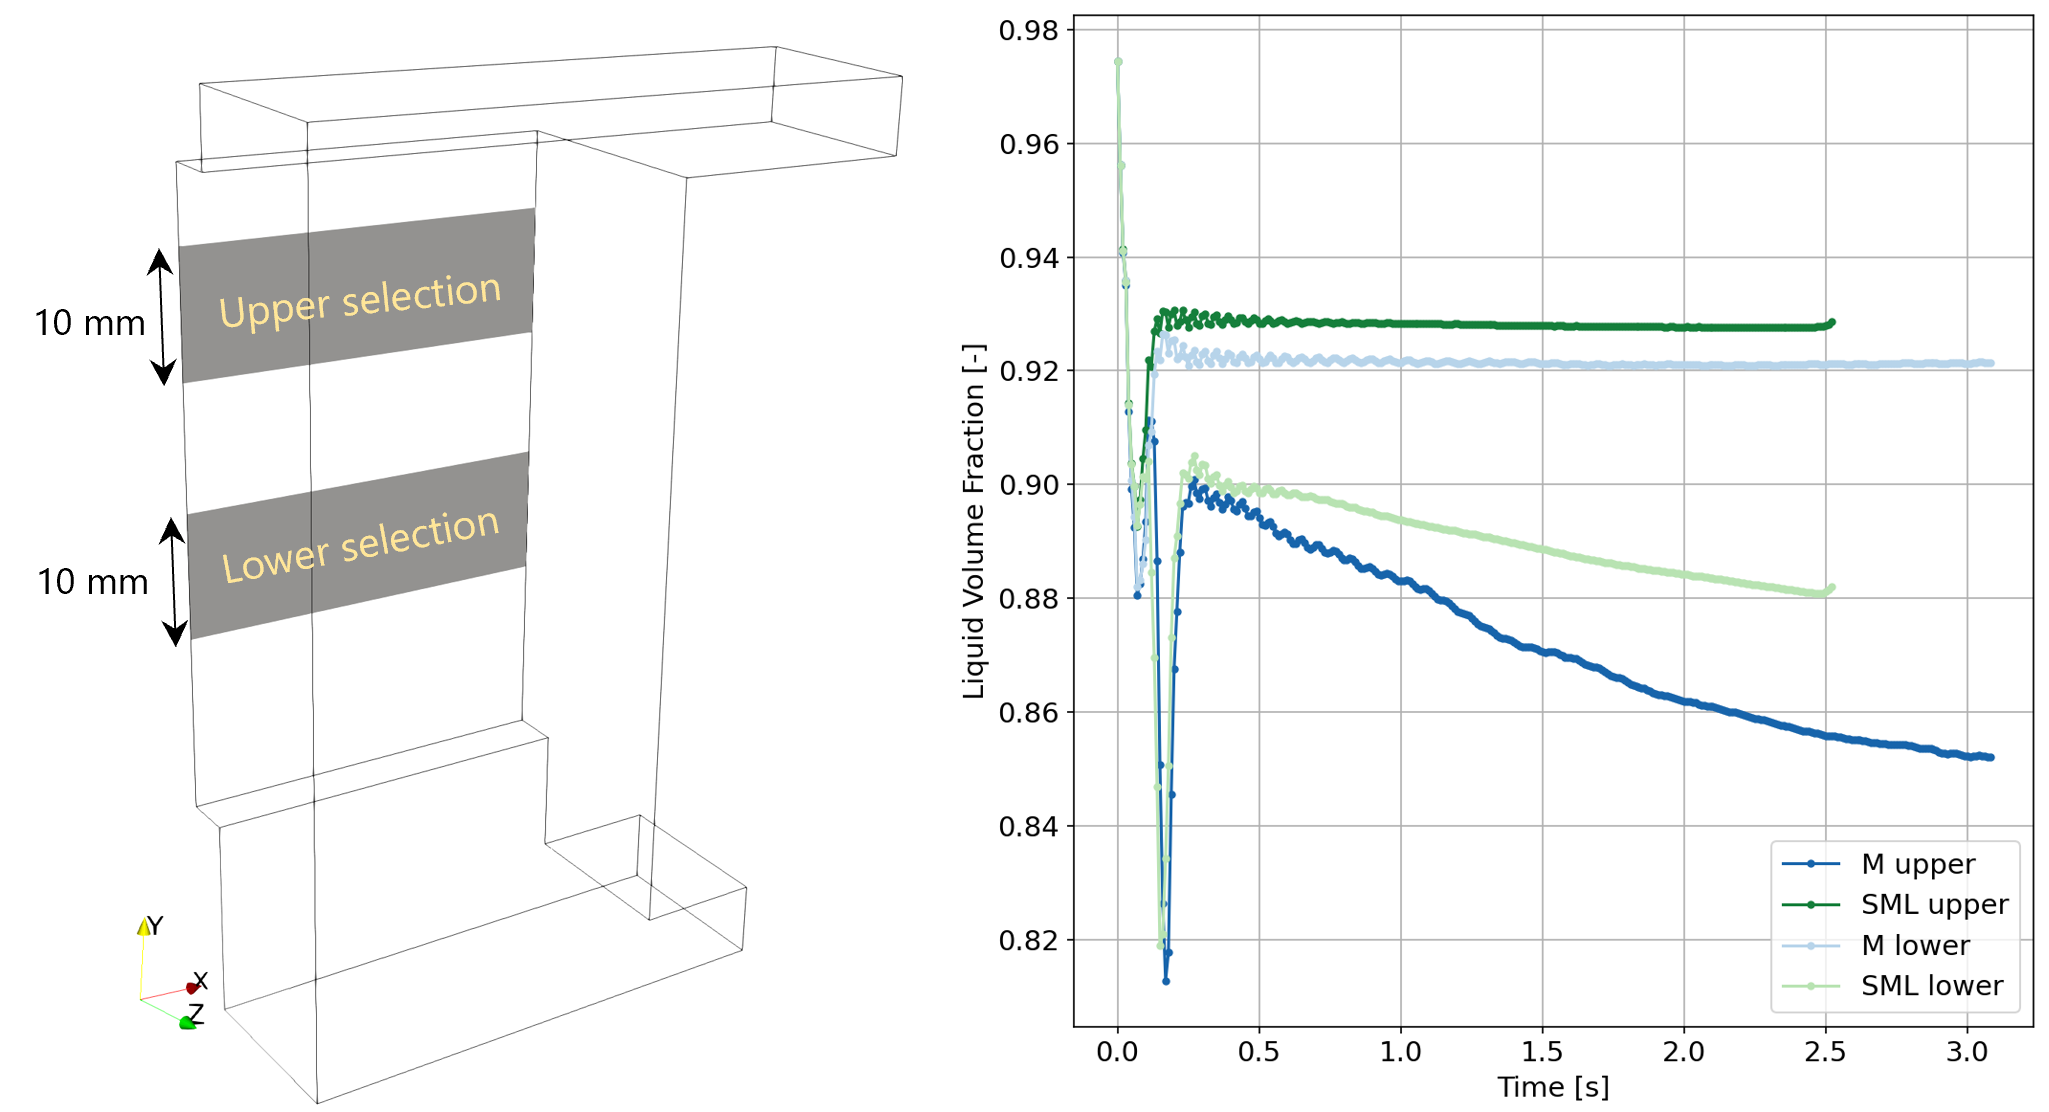 Upper selection
10 mm
Lower selection
10 mm
Y
X
Z
0.98
0.96
0.94
0.92
0.90
0.88
0.86
0.84
0.82
Liquid Volume Fraction [-]
0.0 0.5 1.0 1.5 2.0 2.5 3.0
Time [s]
M upper
SML upper
M lower
SML lower